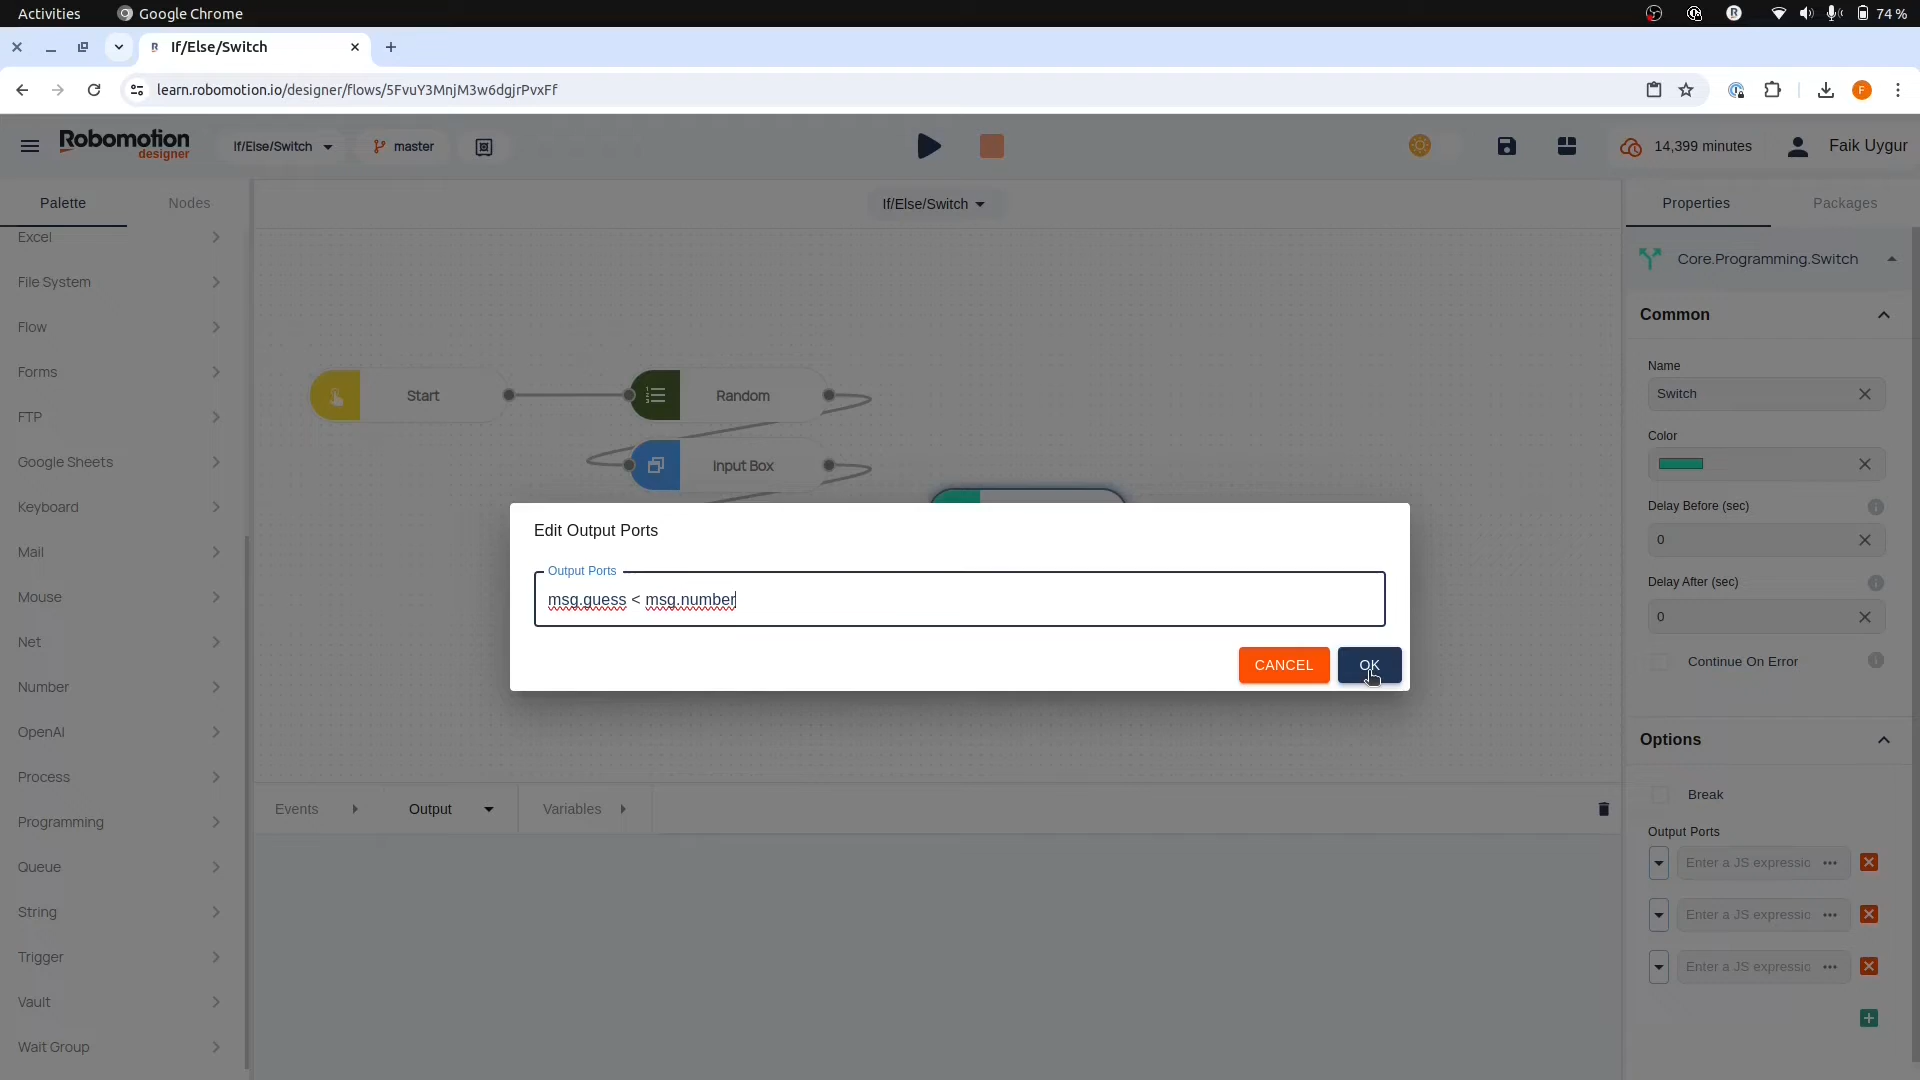 Activities
Google Chrome
74 %
If/Else/Switch
learn.robomotion.io/designer/flows/5FvuY3MnjM3w6dgjrPvxFf
F
Robomotion
designer
If/Else/Switch
master
14,399 minutes
Faik Uygur
Palette
Nodes
If/Else/Switch
Properties
Packages
Excel
File System
Flow
Forms
FTP
Google Sheets
Keyboard
Mail
Mouse
Net
Number
OpenAI
Process
Programming
Queue
String
Trigger
Vault
Wait Group
Start
Random
Input Box
Edit Output Ports
Output Ports
msg.guess < msg.number
CANCEL
OK
Events
Output
Variables
Core.Programming.Switch
Common
Name
Switch
Color
Delay Before (sec)
0
Delay After (sec)
0
Continue On Error
Options
Break
Output Ports
Enter a JS expressio
Enter a JS expressio
Enter a JS expressio